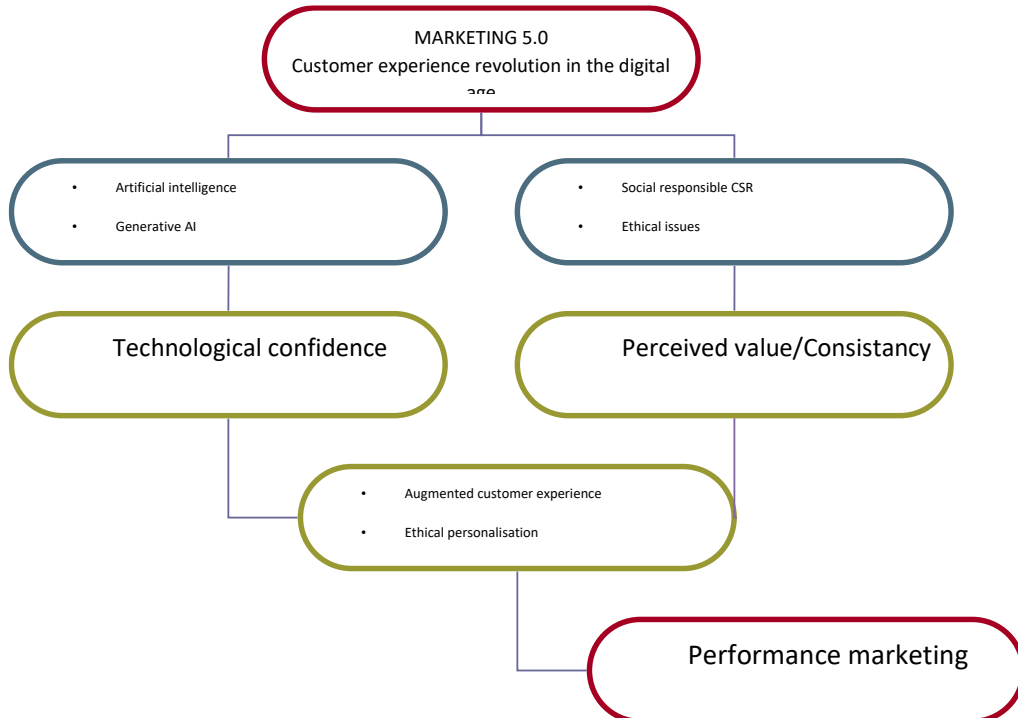 MARKETING 5.0
Customer experience revolution in the digital
age
• Artificial intelligence
• Generative AI
• Social responsible CSR
• Ethical issues
Technological confidence
Perceived value/Consistancy
• Augmented customer experience
• Ethical personalisation
Performance marketing